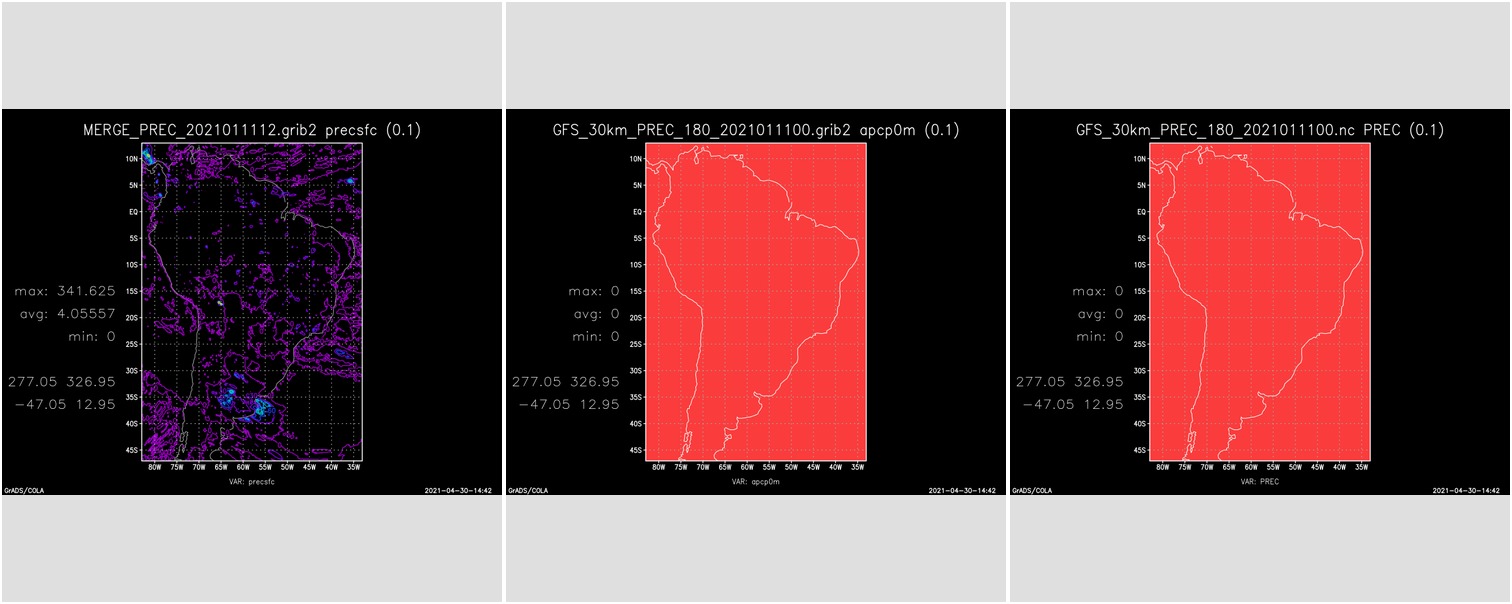 MERGE_PREC_2021011112.grib2 precsfc (0.1)
10N
5N
EQ
5S
10S
15S
20S
25S
30S
35S
40S
45S
max: 341.625
avg: 4.05557
min: 0
277.05 326.95
−47.05 12.95
80W 75W 70W 65W 60W 55W 50W 45W 40W 35W
VAR: precsfc
GrADS/COLA
2021-04-30-14:42
GFS_30km_PREC_180_2021011100.grib2 apcp0m (0.1)
10N
5N
EQ
5S
10S
15S
20S
25S
30S
35S
40S
45S
max: 0
avg: 0
min: 0
277.05 326.95
−47.05 12.95
80W 75W 70W 65W 60W 55W 50W 45W 40W 35W
VAR: apcp0m
GrADS/COLA
2021-04-30-14:42
GFS_30km_PREC_180_2021011100.nc PREC (0.1)
10N
5N
EQ
5S
10S
15S
20S
25S
30S
35S
40S
45S
max: 0
avg: 0
min: 0
277.05 326.95
−47.05 12.95
80W 75W 70W 65W 60W 55W 50W 45W 40W 35W
VAR: PREC
GrADS/COLA
2021-04-30-14:42